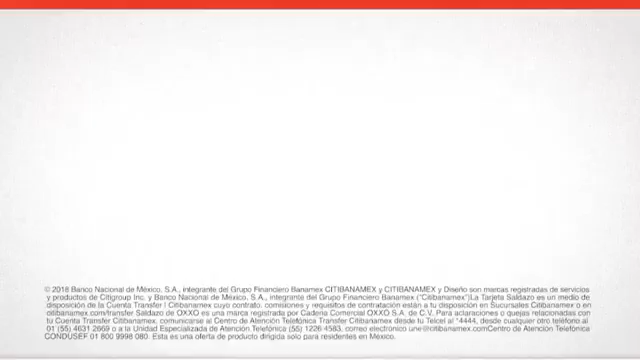 © 2018 Banco Nacional de México, S.A., integrante del Grupo Financiero Banamex CITIBANAMEX y CITIBANAMEX y Diseño son marcas registradas de servicios
y productos de Citigroup Inc. y Banco Nacional de México, S.A., integrante del Grupo Financiero Banamex ("Citibanamex")La Tarjeta Saldazo es un medio de
disposición de la Cuenta Transfer | Citibanamex cuyo contrato, comisiones y requisitos de contratación están a tu disposición en Sucursales Citibanamex o en
citibanamex.com/transfer Saldazo de OXXO es una marca registrada por Cadena Comercial OXXO S.A. de C.V. Para aclaraciones o quejas relacionadas con
tu Cuenta Transfer Citibanamex, comunicarse al Centro de Atención Telefónica Transfer Citibanamex desde tu Telcel al *4444, desde cualquier otro teléfono al
01 (55) 4631 2669 o a la Unidad Especializada de Atención Telefónica (55) 1226 4583, correo electrónico une@citibanamex.comCentro de Atención Telefónica
CONDUSEF 01 800 9998 080. Esta es una oferta de producto dirigida solo para residentes en México.